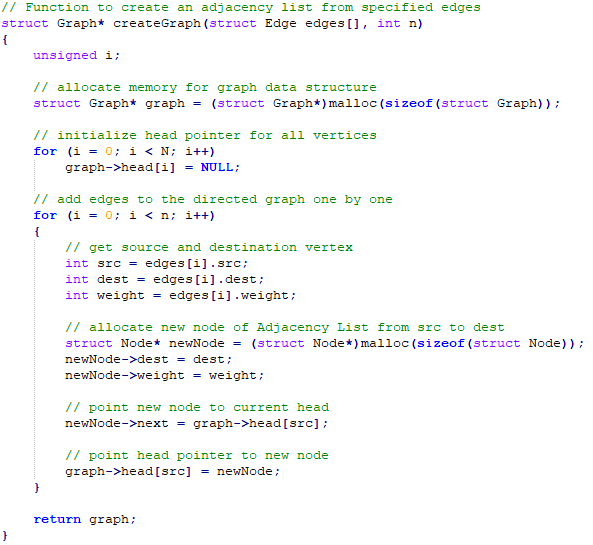 // Function to create an adjacency list from specified edges
struct Graph* createGraph(struct Edge edges[], int n)
{
    unsigned i;

    // allocate memory for graph data structure
    struct Graph* graph = (struct Graph*)malloc(sizeof(struct Graph));

    // initialize head pointer for all vertices
    for (i = 0; i < N; i++)
        graph->head[i] = NULL;

    // add edges to the directed graph one by one
    for (i = 0; i < n; i++)
    {
        // get source and destination vertex
        int src = edges[i].src;
        int dest = edges[i].dest;
        int weight = edges[i].weight;

        // allocate new node of Adjacency List from src to dest
        struct Node* newNode = (struct Node*)malloc(sizeof(struct Node));
        newNode->dest = dest;
        newNode->weight = weight;

        // point new node to current head
        newNode->next = graph->head[src];

        // point head pointer to new node
        graph->head[src] = newNode;
    }

    return graph;
}